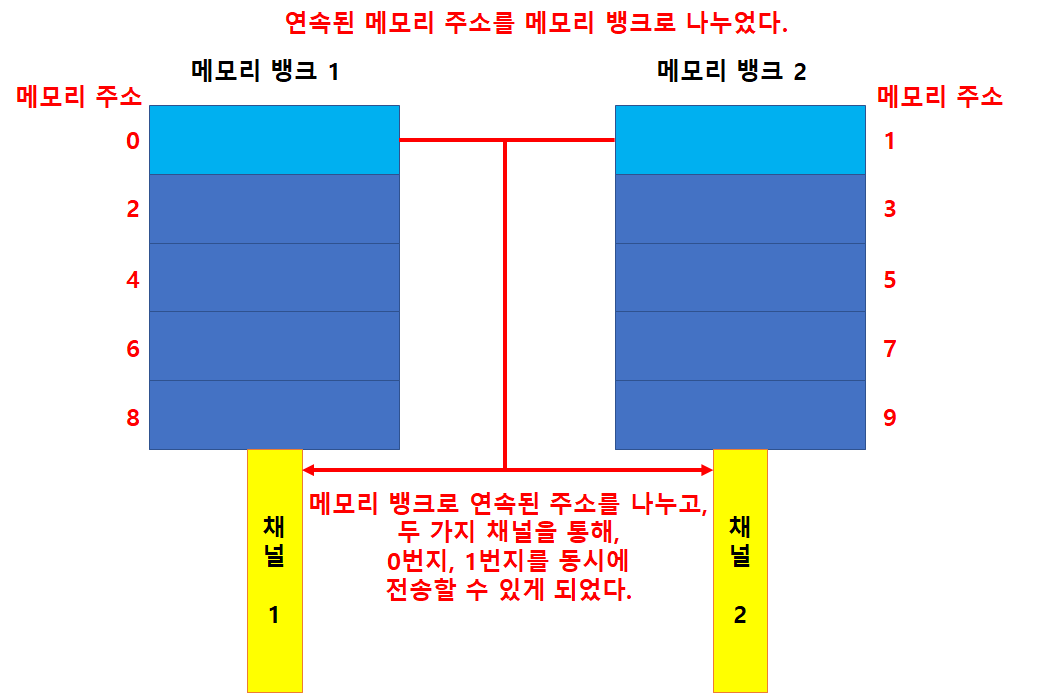 연속된 메모리 주소를 메모리 뱅크로 나누었다.
메모리 뱅크 1
메모리 뱅크 2
메모리 주소
메모리 주소
0
1
2
3
4
5
6
7
8
9
메모리 뱅크로 연속된 주소를 나누고,
두 가지 채널을 통해,
0번지, 1번지를 동시에
전송할 수 있게 되었다.
채널 1
채널 2